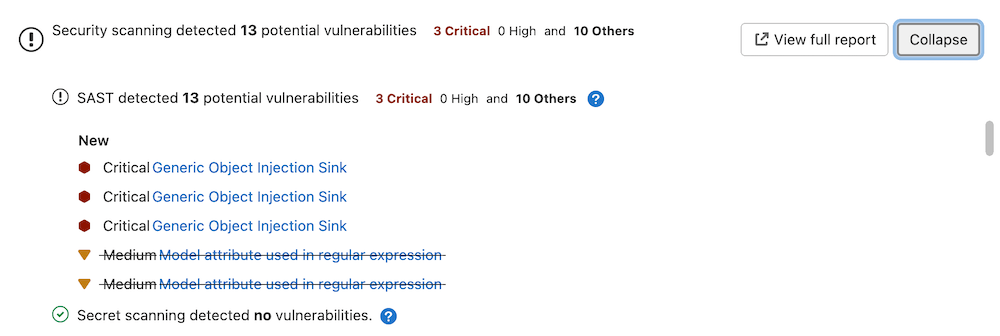 Security scanning detected 13 potential vulnerabilities 3 Critical 0 High and 10 Others
View full report
Collapse
SAST detected 13 potential vulnerabilities 3 Critical 0 High and 10 Others ?
New
Critical Generic Object Injection Sink
Critical Generic Object Injection Sink
Critical Generic Object Injection Sink
Medium Model attribute used in regular expression
Medium Model attribute used in regular expression
Secret scanning detected no vulnerabilities. ?